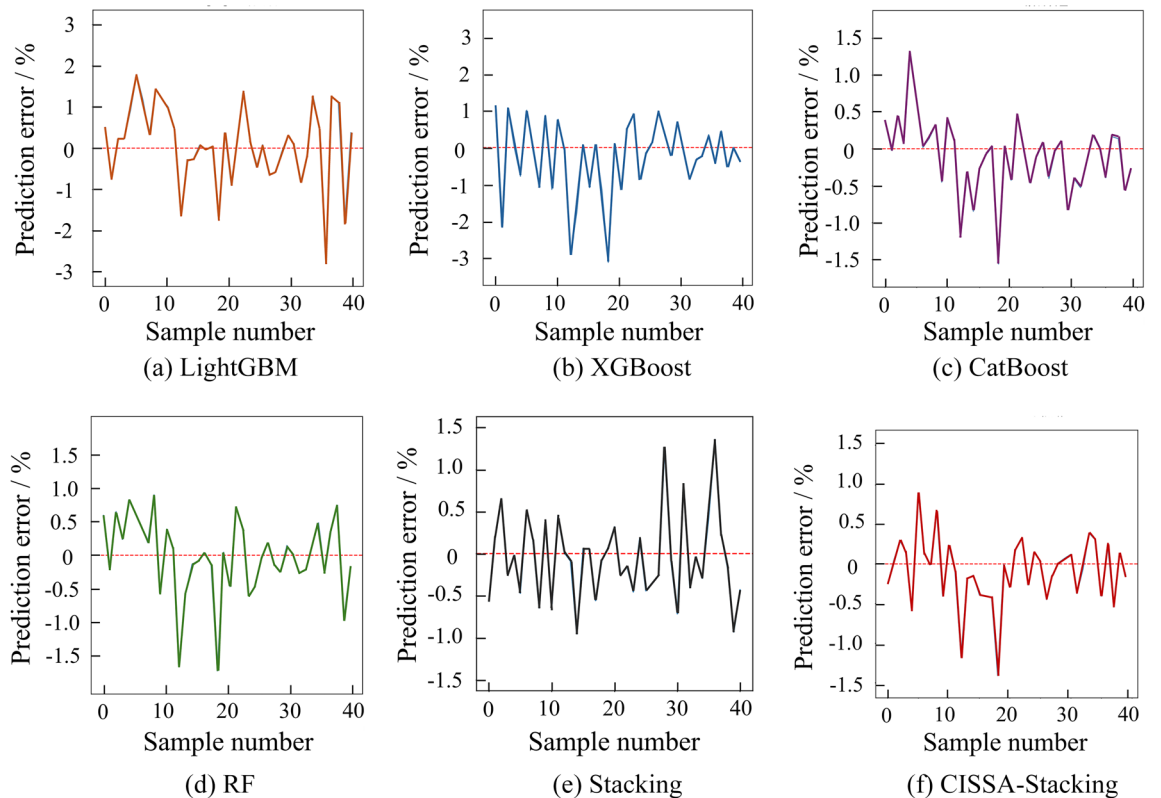 Prediction error / %
3
2
1
0
-1
-2
-3
0 10 20 30 40
Sample number
(a) LightGBM
Prediction error / %
3
2
1
0
-1
-2
-3
0 10 20 30 40
Sample number
(b) XGBoost
Prediction error / %
1.5
1.0
0.5
0
-0.5
-1.0
-1.5
0 10 20 30 40
Sample number
(c) CatBoost
Prediction error / %
1.5
1.0
0.5
0
-0.5
-1.0
-1.5
0 10 20 30 40
Sample number
(d) RF
Prediction error / %
1.5
1.0
0.5
0
-0.5
-1.0
-1.5
0 10 20 30 40
Sample number
(e) Stacking
Prediction error / %
1.5
1.0
0.5
0
-0.5
-1.0
-1.5
0 10 20 30 40
Sample number
(f) CISSA-Stacking